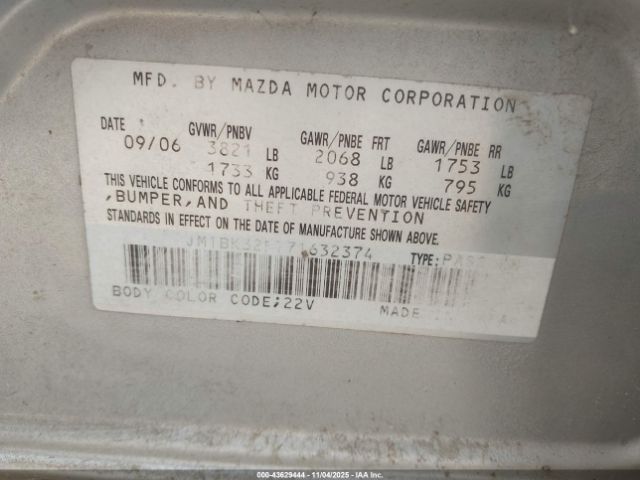 MFD. BY MAZDA MOTOR CORPORATION
DATE GVWR/PNBV GAWR/PNBE FRT GAWR/PNBE RR
09/06 3821 LB 2068 LB 1753 LB
1733 KG 938 KG 795 KG
THIS VEHICLE CONFORMS TO ALL APPLICABLE FEDERAL MOTOR VEHICLE SAFETY
,BUMPER,AND THEFT PREVENTION
STANDARDS IN EFFECT ON THE DATE OF MANUFACTURE SHOWN ABOVE.
TYPE:
BODY COLOR CODE;22V MADE
000-43629444 - 11/04/2025 - IAA Inc.